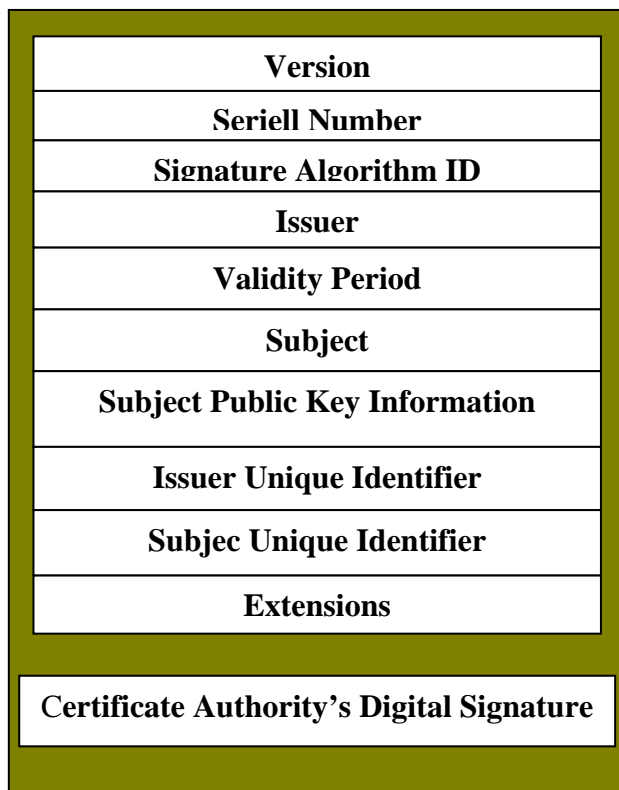 Version
Seriell Number
Signature Algorithm ID
Issuer
Validity Period
Subject
Subject Public Key Information
Issuer Unique Identifier
Subjec Unique Identifier
Extensions
Certificate Authority’s Digital Signature